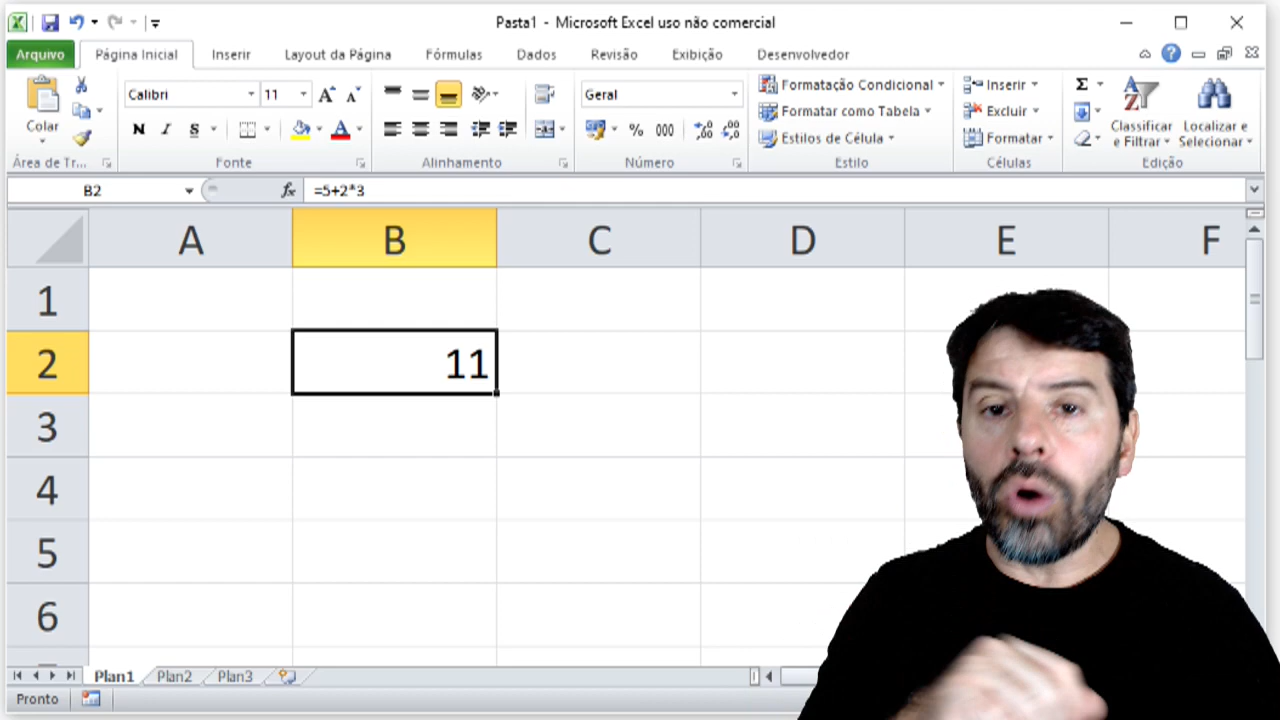 Pasta1 - Microsoft Excel uso não comercial
Arquivo Página Inicial Inserir Layout da Página Fórmulas Dados Revisão Exibição Desenvolvedor
Calibri 11 Geral
Formatação Condicional
Formatar como Tabela
Estilos de Célula
Inserir
Excluir
Formatar
Σ
Colar
N I S
A A A
% 000
Classificar e Filtrar
Localizar e Selecionar
Área de Tr... Fonte Alinhamento Número Estilo Células Edição
B2 fx =5+2*3
A B C D E F
1
2 11
3
4
5
6
Plan1 Plan2 Plan3
Pronto